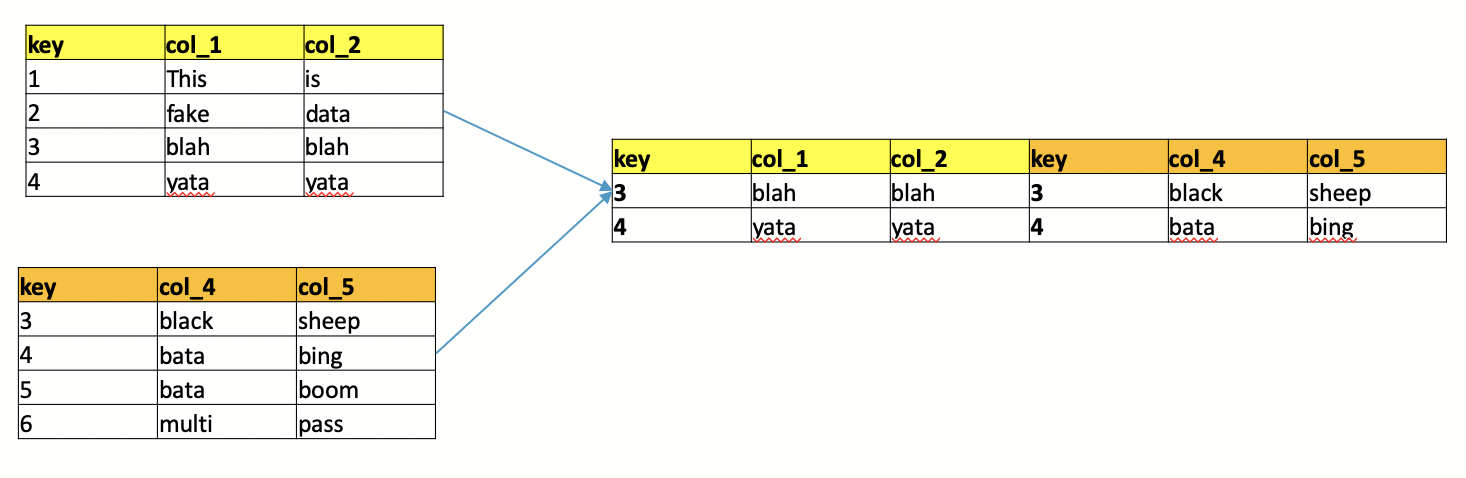 key col_1 col_2
1 This is
2 fake data
3 blah blah
4 yata yata
key col_4 col_5
3 black sheep
4 bata bing
5 bata boom
6 multi pass
key col_1 col_2 key col_4 col_5
3 blah blah 3 black sheep
4 yata yata 4 bata bing